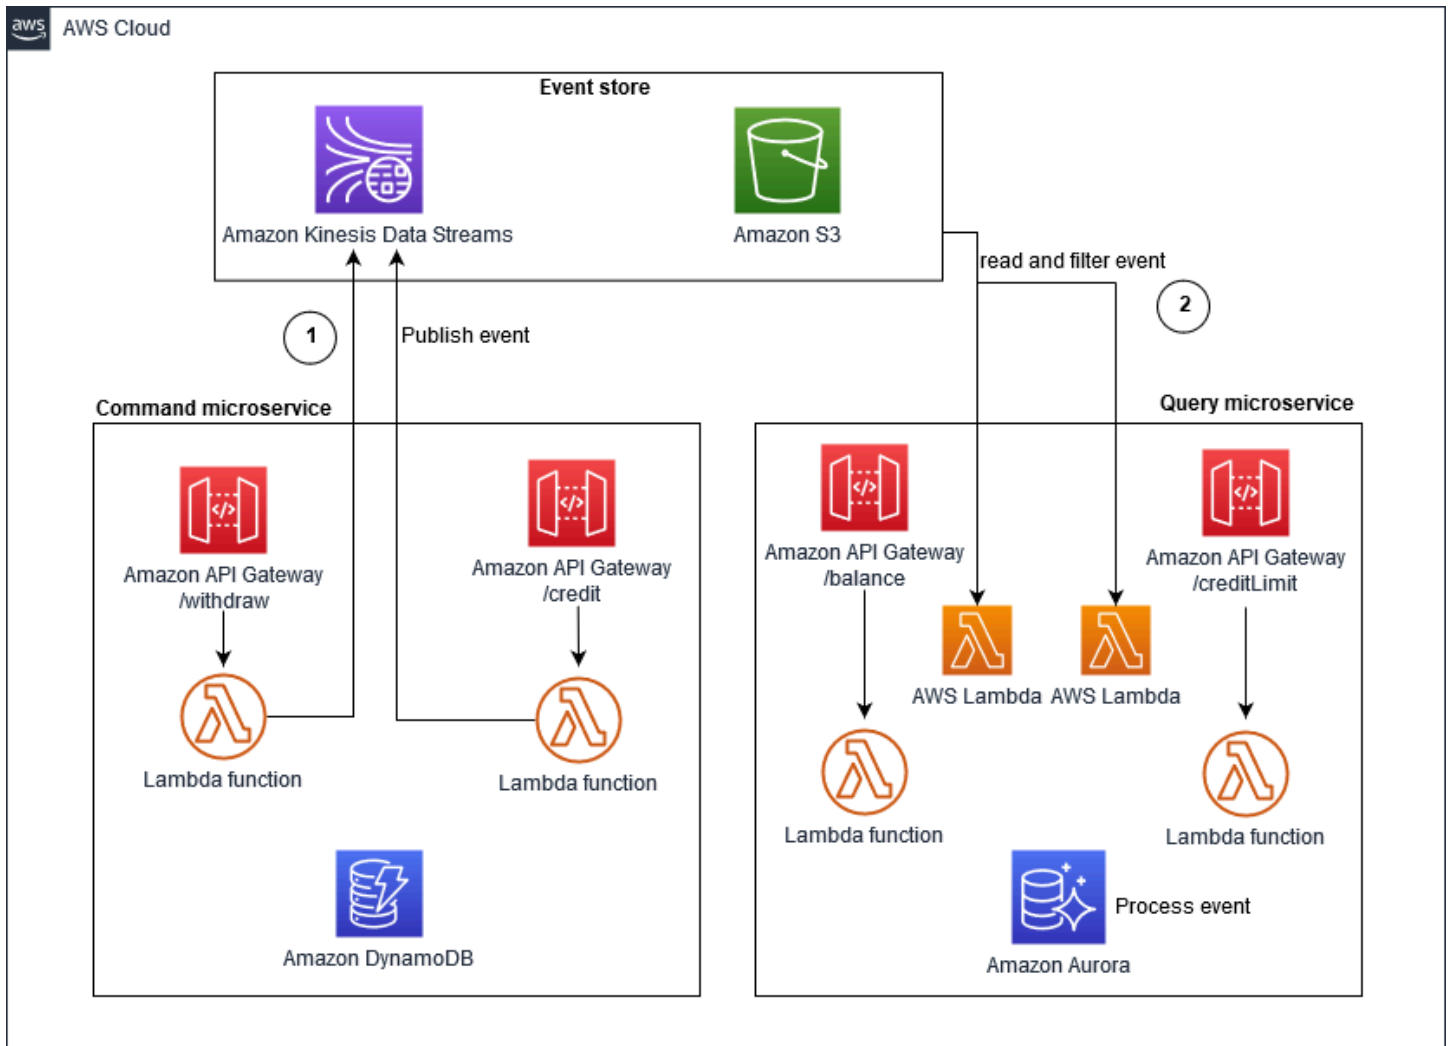 aws
AWS Cloud
Event store
Amazon Kinesis Data Streams
Amazon S3
read and filter event
1
2
Publish event
Command microservice
Query microservice
Amazon API Gateway
/withdraw
Amazon API Gateway
/credit
Amazon API Gateway
/balance
Amazon API Gateway
/creditLimit
AWS Lambda
AWS Lambda
Lambda function
Lambda function
Lambda function
Lambda function
Amazon DynamoDB
Process event
Amazon Aurora